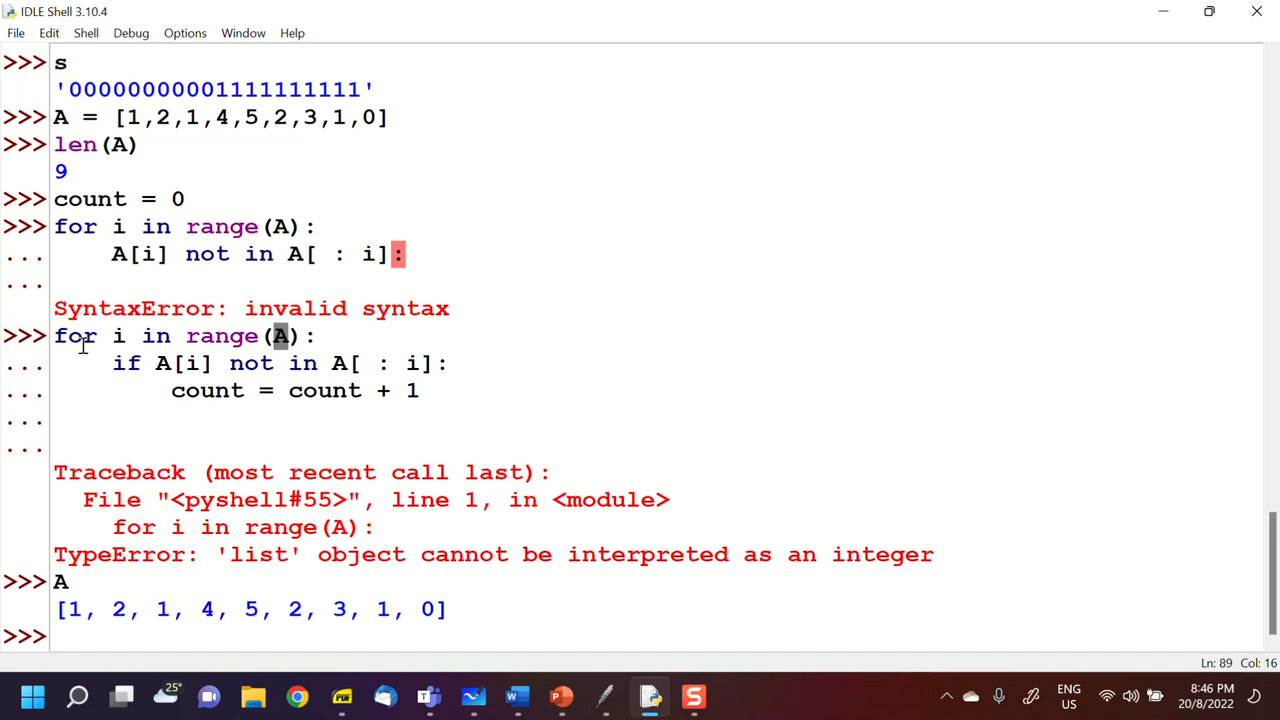 IDLE Shell 3.10.4
File Edit Shell Debug Options Window Help
>>> s
'00000000001111111111'
>>> A = [1,2,1,4,5,2,3,1,0]
>>> len(A)
9
>>> count = 0
>>> for i in range(A):
... A[i] not in A[ : i]:
...
SyntaxError: invalid syntax
>>> for i in range(A):
... if A[i] not in A[ : i]:
... count = count + 1
...
...
Traceback (most recent call last):
File "<pyshell#55>", line 1, in <module>
for i in range(A):
TypeError: 'list' object cannot be interpreted as an integer
>>> A
[1, 2, 1, 4, 5, 2, 3, 1, 0]
>>>
Ln: 89 Col: 16
25°
PDF
S
ENG
US
8:46 PM
20/8/2022